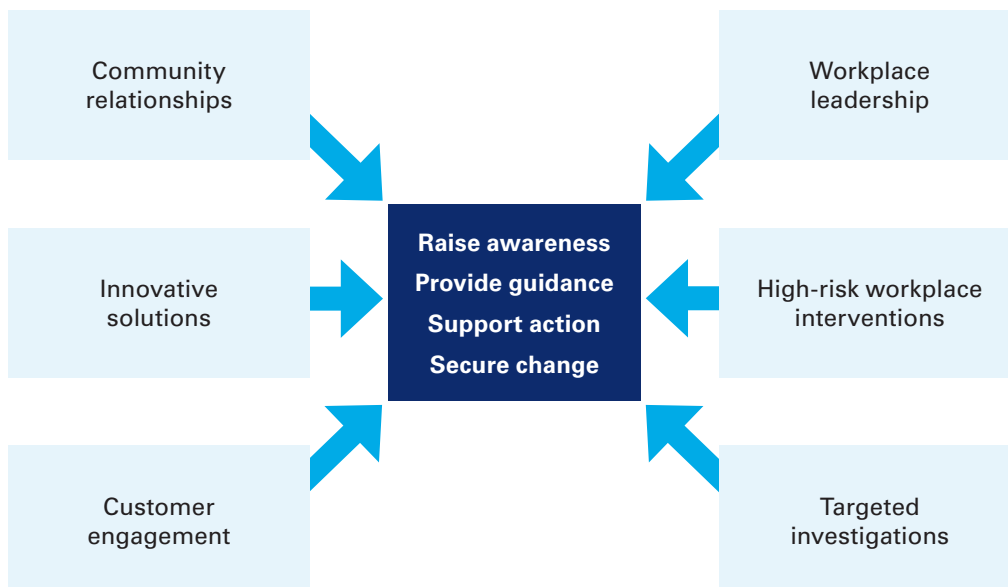 Community
relationships
Workplace
leadership
Raise awareness
Provide guidance
Support action
Secure change
Innovative
solutions
High-risk workplace
interventions
Customer
engagement
Targeted
investigations